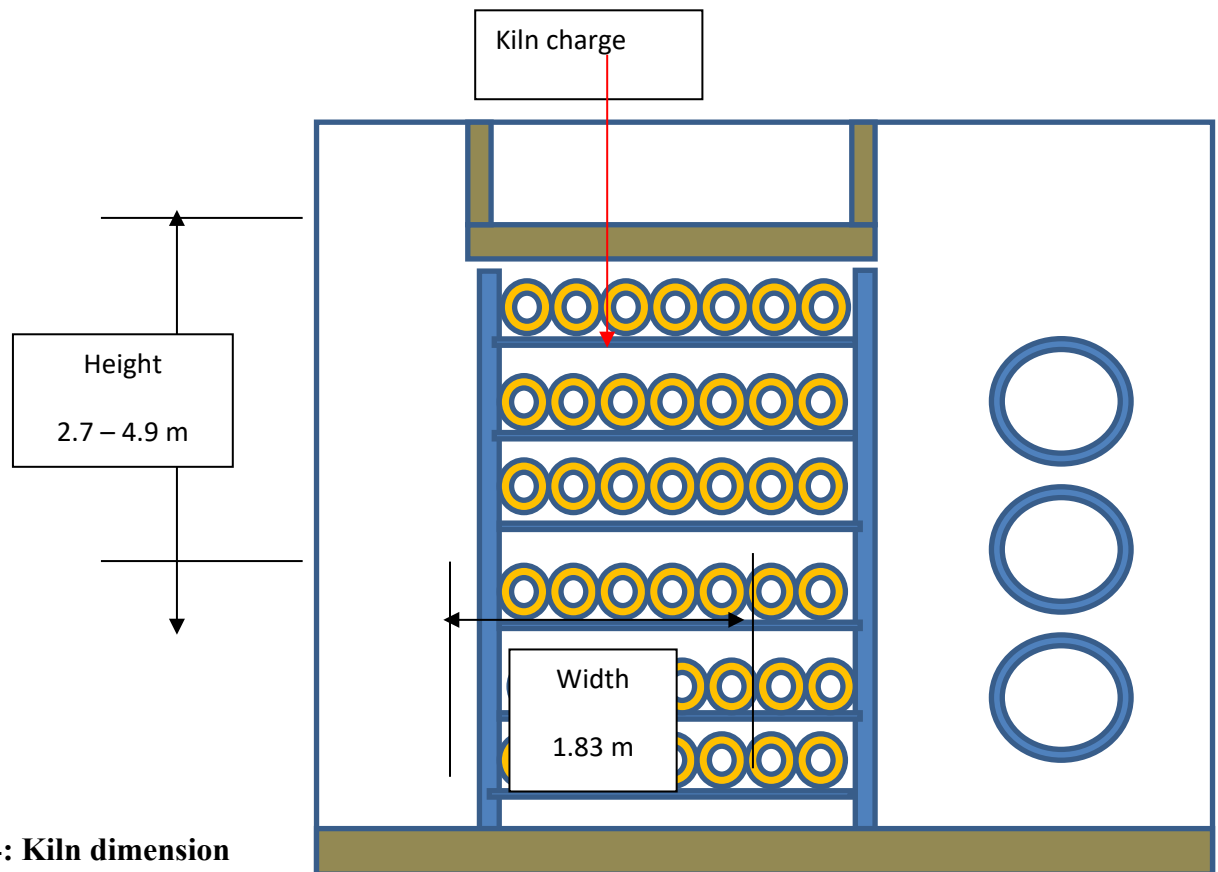 Kiln charge
Height
2.7 – 4.9 m
Width
1.83 m
: Kiln dimension